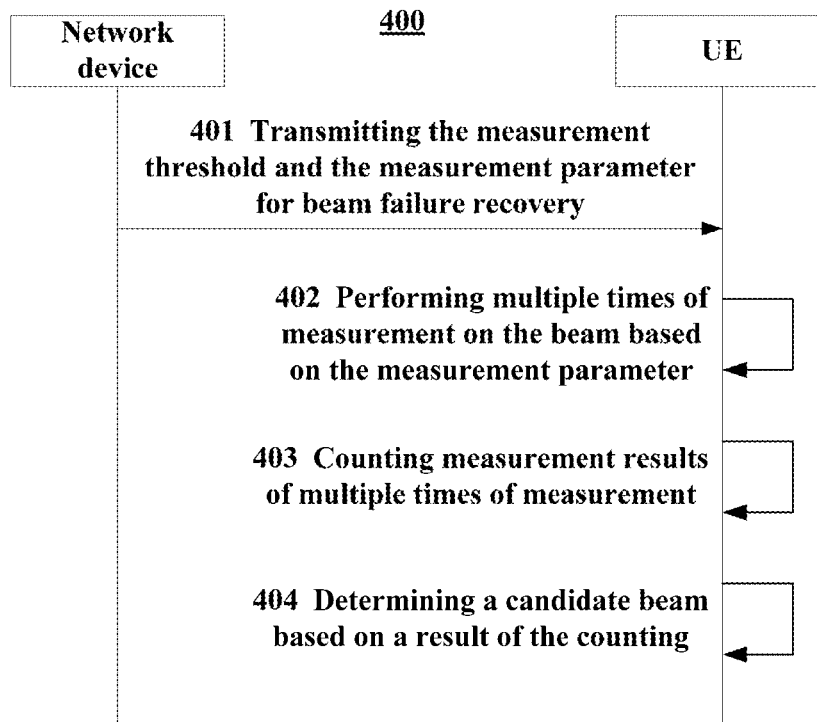 400
Network
device
UE
401 Transmitting the measurement
threshold and the measurement parameter
for beam failure recovery
402 Performing multiple times of
measurement on the beam based
on the measurement parameter
403 Counting measurement results
of multiple times of measurement
404 Determining a candidate beam
based on a result of the counting